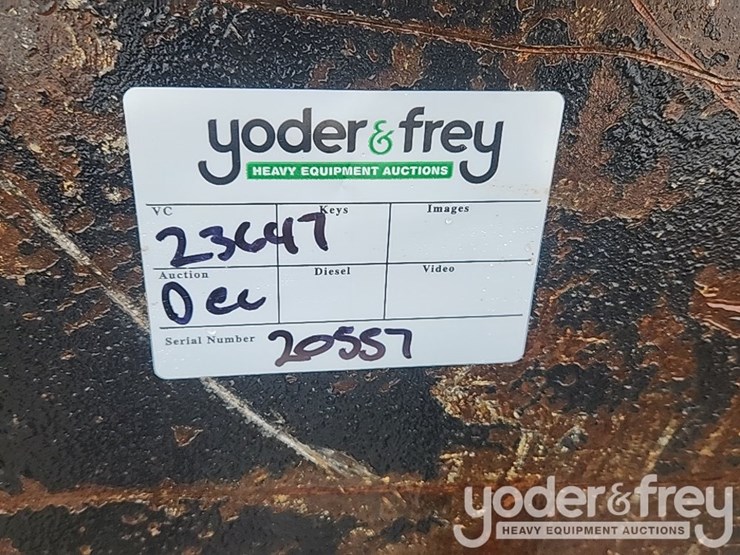 yoder & frey
HEAVY EQUIPMENT AUCTIONS
VC Keys Images
23647
Auction Diesel Video
Dec
Serial Number 20557
yoder & frey
HEAVY EQUIPMENT AUCTIONS